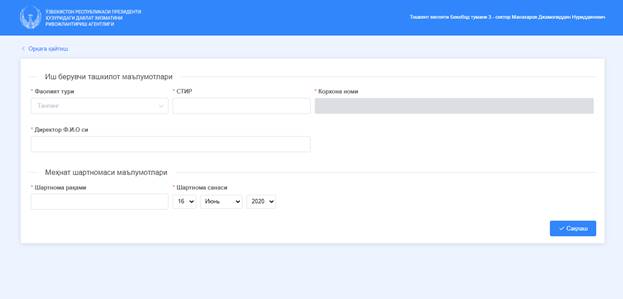 ЎЗБЕКИСТОН РЕСПУБЛИКАСИ ПРЕЗИДЕНТИ
ҲУЗУРИДАГИ ДАВЛАТ ХИЗМАТИНИ
РИВОЖЛАНТИРИШ АГЕНТЛИГИ
Тошкент вилояти Бекобод тумани 3 - сектор Маназаров Джамолиддин Нуриддинович
Орқага қайтиш
Иш берувчи ташкилот маълумотлари
* Фаолият тури
* СТИР
* Корхона номи
Танланг
* Директор Ф.И.О си
Меҳнат шартномаси маълумотлари
* Шартнома рақами
* Шартнома санаси
16 Июнь 2020
Сақлаш